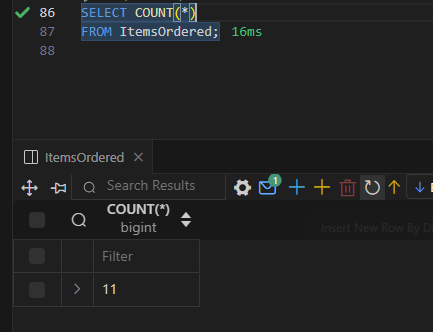 86 SELECT COUNT(*)
87 FROM ItemsOrdered; 16ms
88
ItemsOrdered
Search Results 1
COUNT(*)
bigint
Insert New Row By D
Filter
11